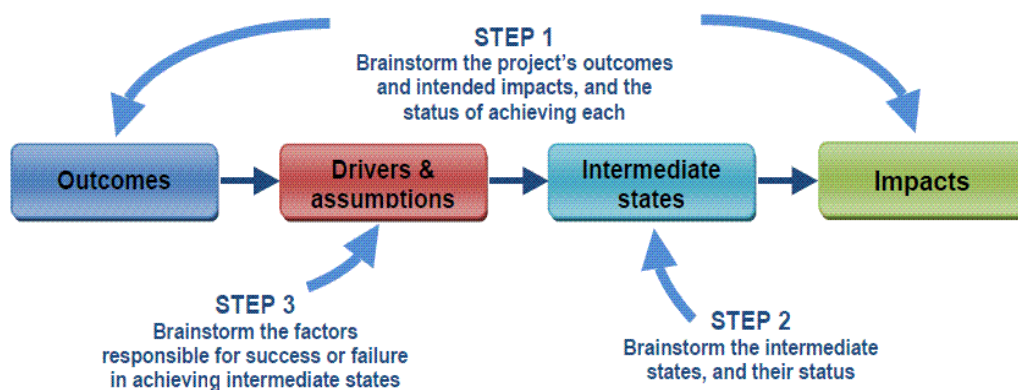 STEP 1
Brainstorm the project's outcomes
and intended impacts, and the
status of achieving each
Outcomes
Drivers &
assumptions
Intermediate
states
Impacts
STEP 3
Brainstorm the factors
responsible for success or failure
in achieving intermediate states
STEP 2
Brainstorm the intermediate
states, and their status